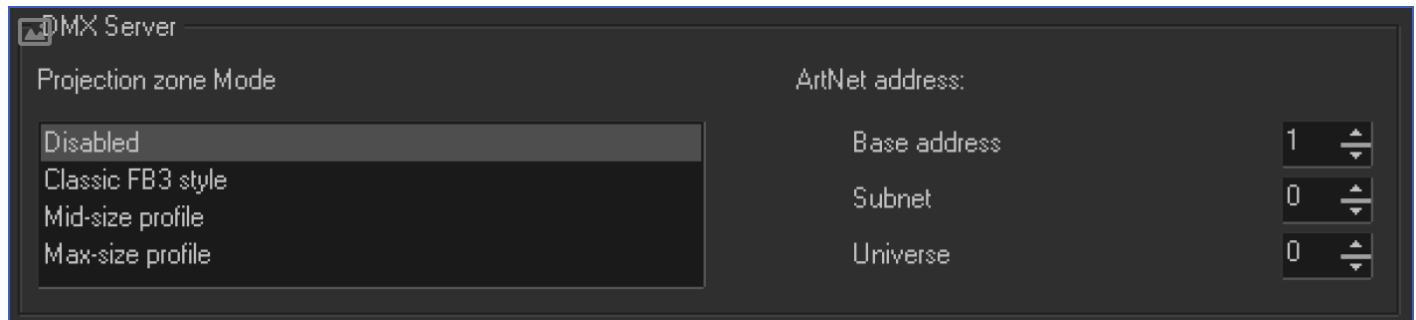 DMX Server
Projection zone Mode
Disabled
Classic FB3 style
Mid-size profile
Max-size profile
ArtNet address:
Base address 1
Subnet 0
Universe 0